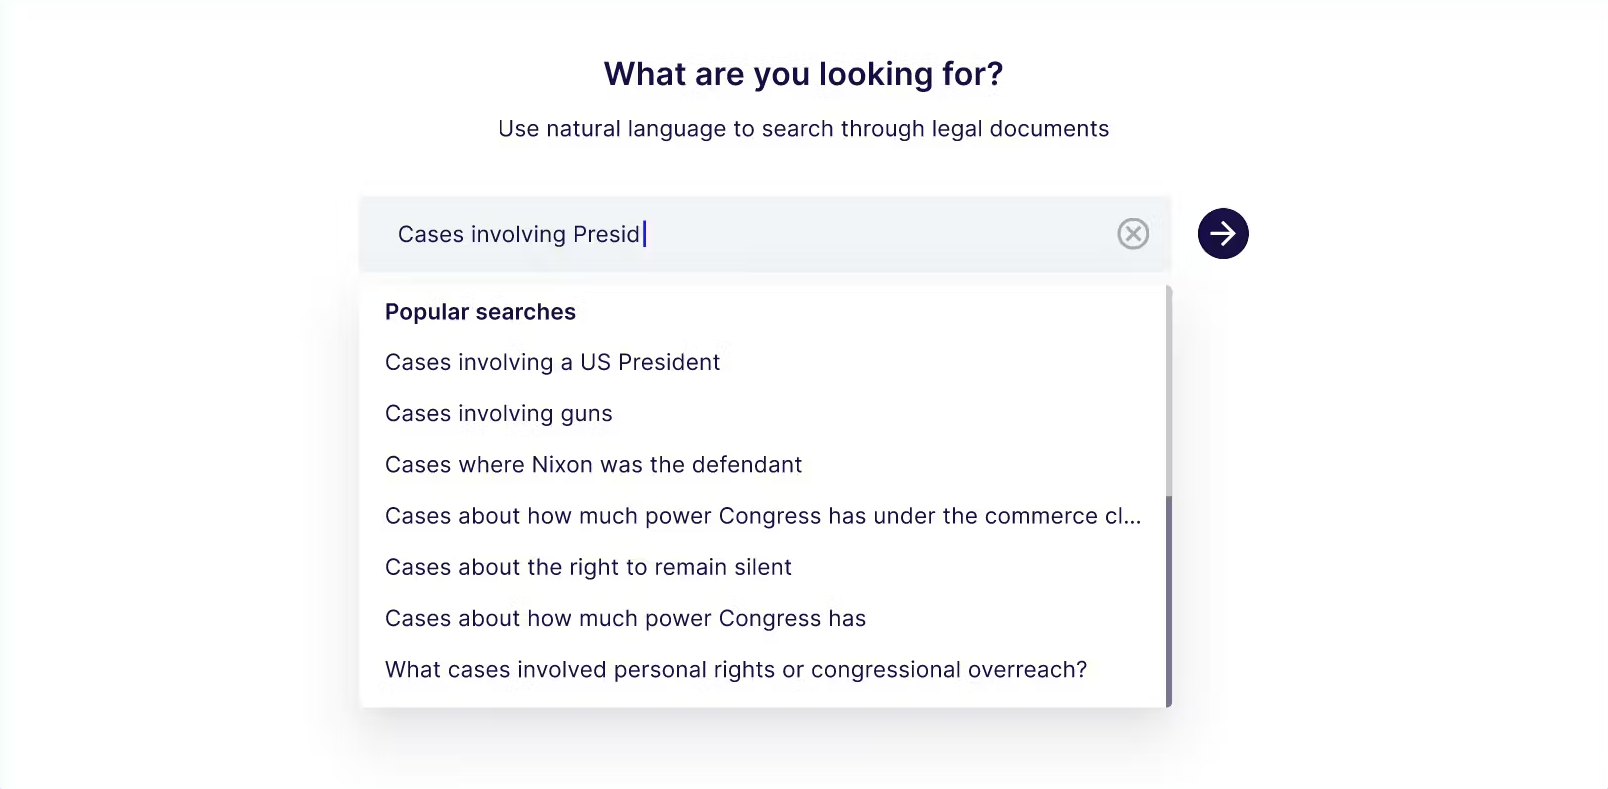 What are you looking for?
Use natural language to search through legal documents
Cases involving Presid
Popular searches
Cases involving a US President
Cases involving guns
Cases where Nixon was the defendant
Cases about how much power Congress has under the commerce cl...
Cases about the right to remain silent
Cases about how much power Congress has
What cases involved personal rights or congressional overreach?